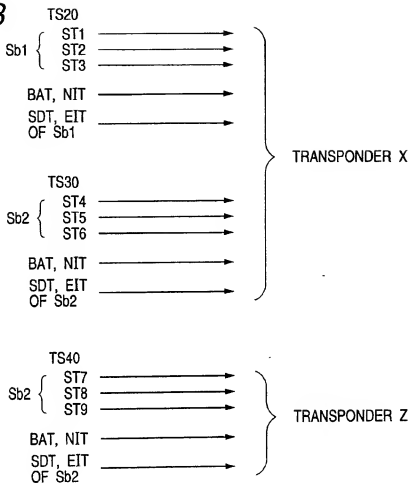 B
TS20
ST1
Sb1 { ST2
ST3
BAT, NIT
SDT, EIT
OF Sb1
TRANSPONDER X
TS30
ST4
Sb2 { ST5
ST6
BAT, NIT
SDT, EIT
OF Sb2
TS40
ST7
Sb2 { ST8
ST9
TRANSPONDER Z
BAT, NIT
SDT, EIT
OF Sb2